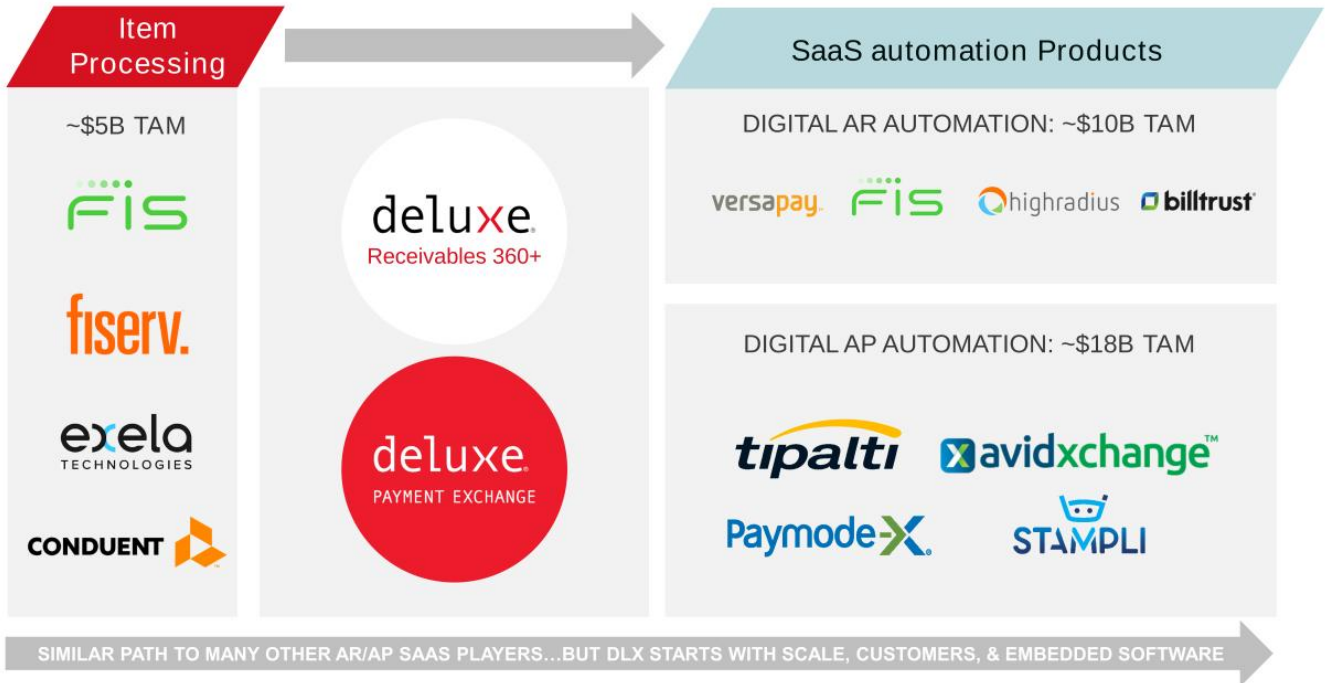 Item
Processing
SaaS automation Products
~$5B TAM
FIS
fiserv.
exela
TECHNOLOGIES
CONDUENT
deluxe®
Receivables 360+
deluxe®
PAYMENT EXCHANGE
DIGITAL AR AUTOMATION: ~$10B TAM
versapay FIS highradius billtrust
DIGITAL AP AUTOMATION: ~$18B TAM
tipalti avidxchange™
Paymode-X® STAMPLI
SIMILAR PATH TO MANY OTHER AR/AP SAAS PLAYERS...BUT DLX STARTS WITH SCALE, CUSTOMERS, & EMBEDDED SOFTWARE